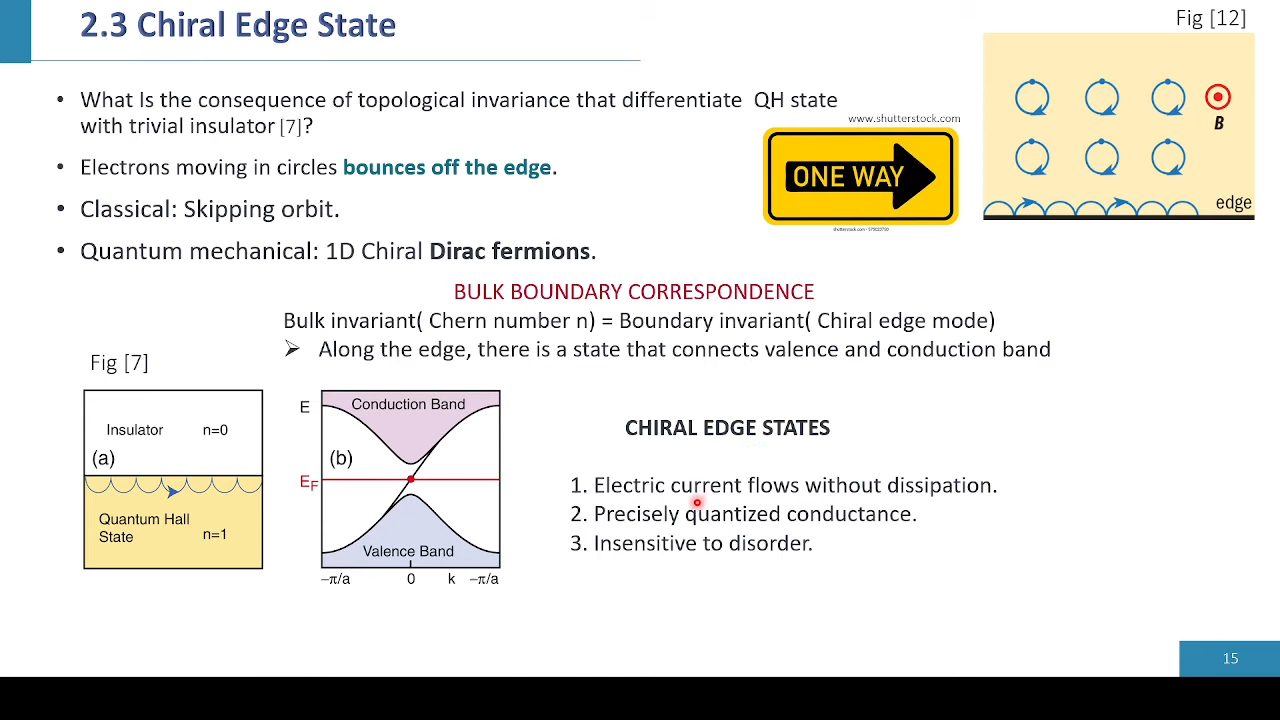 2.3 Chiral Edge State
Fig [12]
• What Is the consequence of topological invariance that differentiate QH state
with trivial insulator [7]?
• Electrons moving in circles bounces off the edge.
• Classical: Skipping orbit.
• Quantum mechanical: 1D Chiral Dirac fermions.
www.shutterstock.com
ONE WAY
B
edge
BULK BOUNDARY CORRESPONDENCE
Bulk invariant( Chern number n) = Boundary invariant( Chiral edge mode)
➢ Along the edge, there is a state that connects valence and conduction band
Fig [7]
Insulator n=0
(a)
Quantum Hall
State n=1
E
Conduction Band
(b)
EF
Valence Band
–π/a 0 k –π/a
CHIRAL EDGE STATES
1. Electric current flows without dissipation.
2. Precisely quantized conductance.
3. Insensitive to disorder.
15